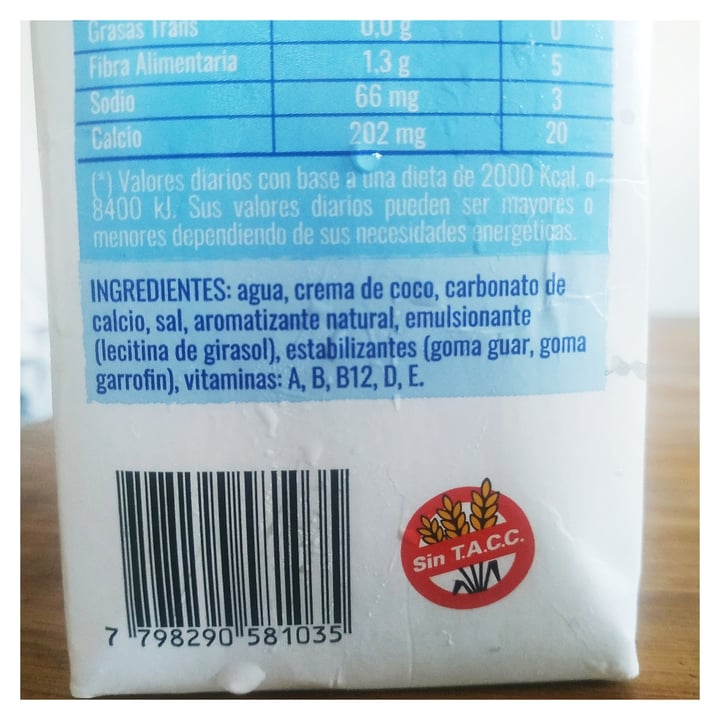 Grasas Trans 0,0 g 0
Fibra Alimentaria 1,3 g 5
Sodio 66 mg 3
Calcio 202 mg 20
(*) Valores diarios con base a una dieta de 2000 Kcal. o
8400 kJ. Sus valores diarios pueden ser mayores o
menores dependiendo de sus necesidades energéticas.
INGREDIENTES: agua, crema de coco, carbonato de
calcio, sal, aromatizante natural, emulsionante
(lecitina de girasol), estabilizantes (goma guar, goma
garrofin), vitaminas: A, B, B12, D, E.
Sin T.A.C.C.
7 798290 581035